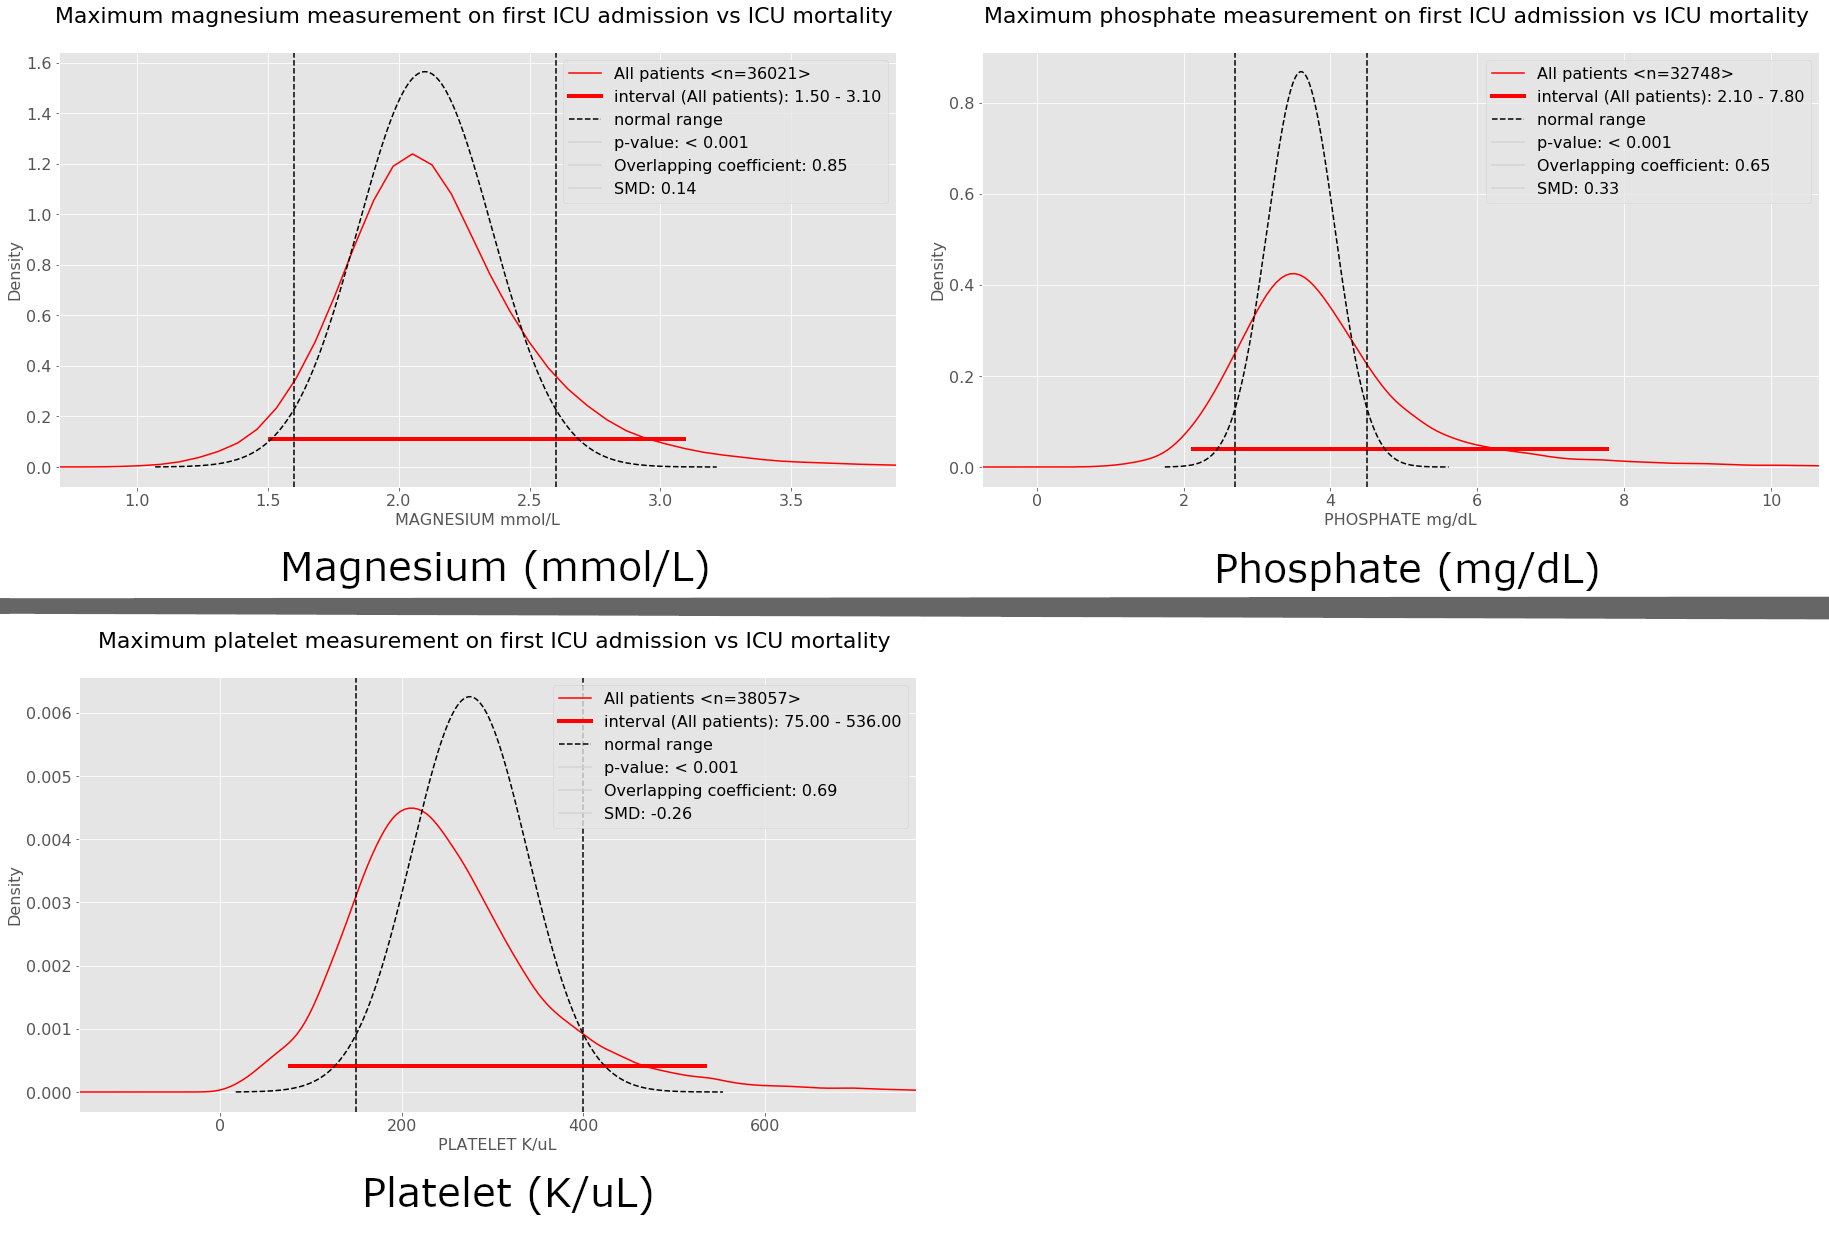 Maximum magnesium measurement on first ICU admission vs ICU mortality
1.6
1.4
1.2
1.0
0.8
0.6
0.4
0.2
0.0
Density
All patients <n=36021>
interval (All patients): 1.50 - 3.10
normal range
p-value: < 0.001
Overlapping coefficient: 0.85
SMD: 0.14
1.0 1.5 2.0 2.5 3.0 3.5
MAGNESIUM mmol/L
Magnesium (mmol/L)
Maximum phosphate measurement on first ICU admission vs ICU mortality
0.8
0.6
0.4
0.2
0.0
Density
All patients <n=32748>
interval (All patients): 2.10 - 7.80
normal range
p-value: < 0.001
Overlapping coefficient: 0.65
SMD: 0.33
0 2 4 6 8 10
PHOSPHATE mg/dL
Phosphate (mg/dL)
Maximum platelet measurement on first ICU admission vs ICU mortality
0.006
0.005
0.004
0.003
0.002
0.001
0.000
Density
All patients <n=38057>
interval (All patients): 75.00 - 536.00
normal range
p-value: < 0.001
Overlapping coefficient: 0.69
SMD: -0.26
0 200 400 600
PLATELET K/uL
Platelet (K/uL)